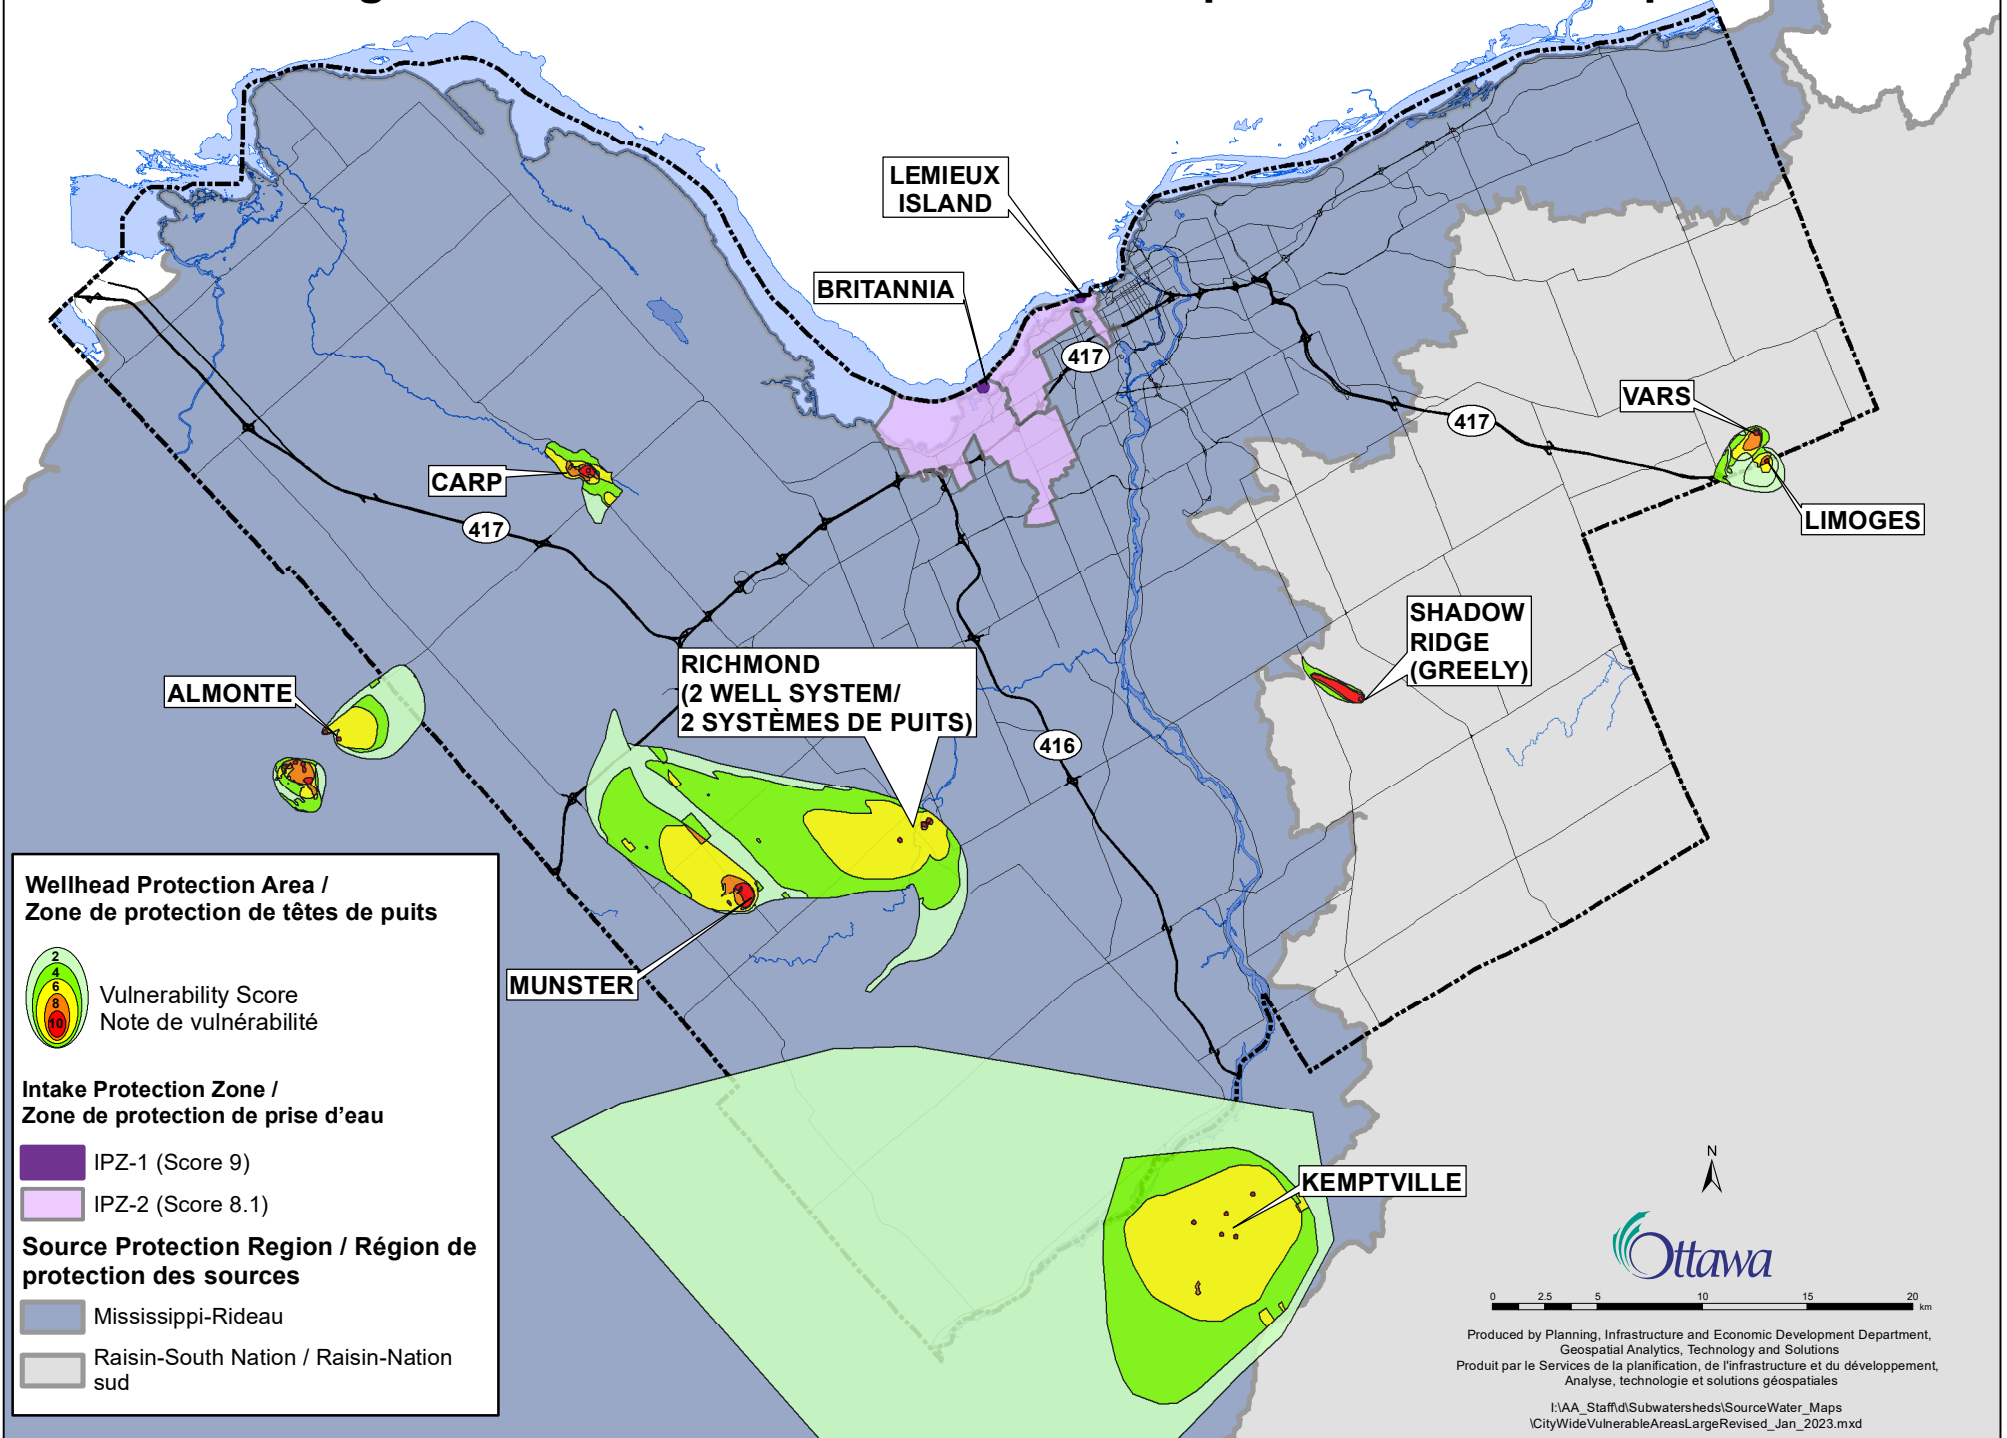 LEMIEUX
ISLAND
BRITANNIA
417
VARS
417
CARP
417
LIMOGES
SHADOW
RIDGE
(GREELY)
RICHMOND
(2 WELL SYSTEM/
2 SYSTÈMES DE PUITS)
ALMONTE
416
MUNSTER
KEMPTVILLE
Wellhead Protection Area /
Zone de protection de têtes de puits
2
4
6
8
10
Vulnerability Score
Note de vulnérabilité
Intake Protection Zone /
Zone de protection de prise d'eau
IPZ-1 (Score 9)
IPZ-2 (Score 8.1)
Source Protection Region / Région de
protection des sources
Mississippi-Rideau
Raisin-South Nation / Raisin-Nation
sud
N
Ottawa
0 2.5 5 10 15 20
km
Produced by Planning, Infrastructure and Economic Development Department,
Geospatial Analytics, Technology and Solutions
Produit par le Services de la planification, de l'infrastructure et du développement,
Analyse, technologie et solutions géospatiales
I:\AA_Staff\d\Subwatersheds\SourceWater_Maps
\CityWideVulnerableAreasLargeRevised_Jan_2023.mxd